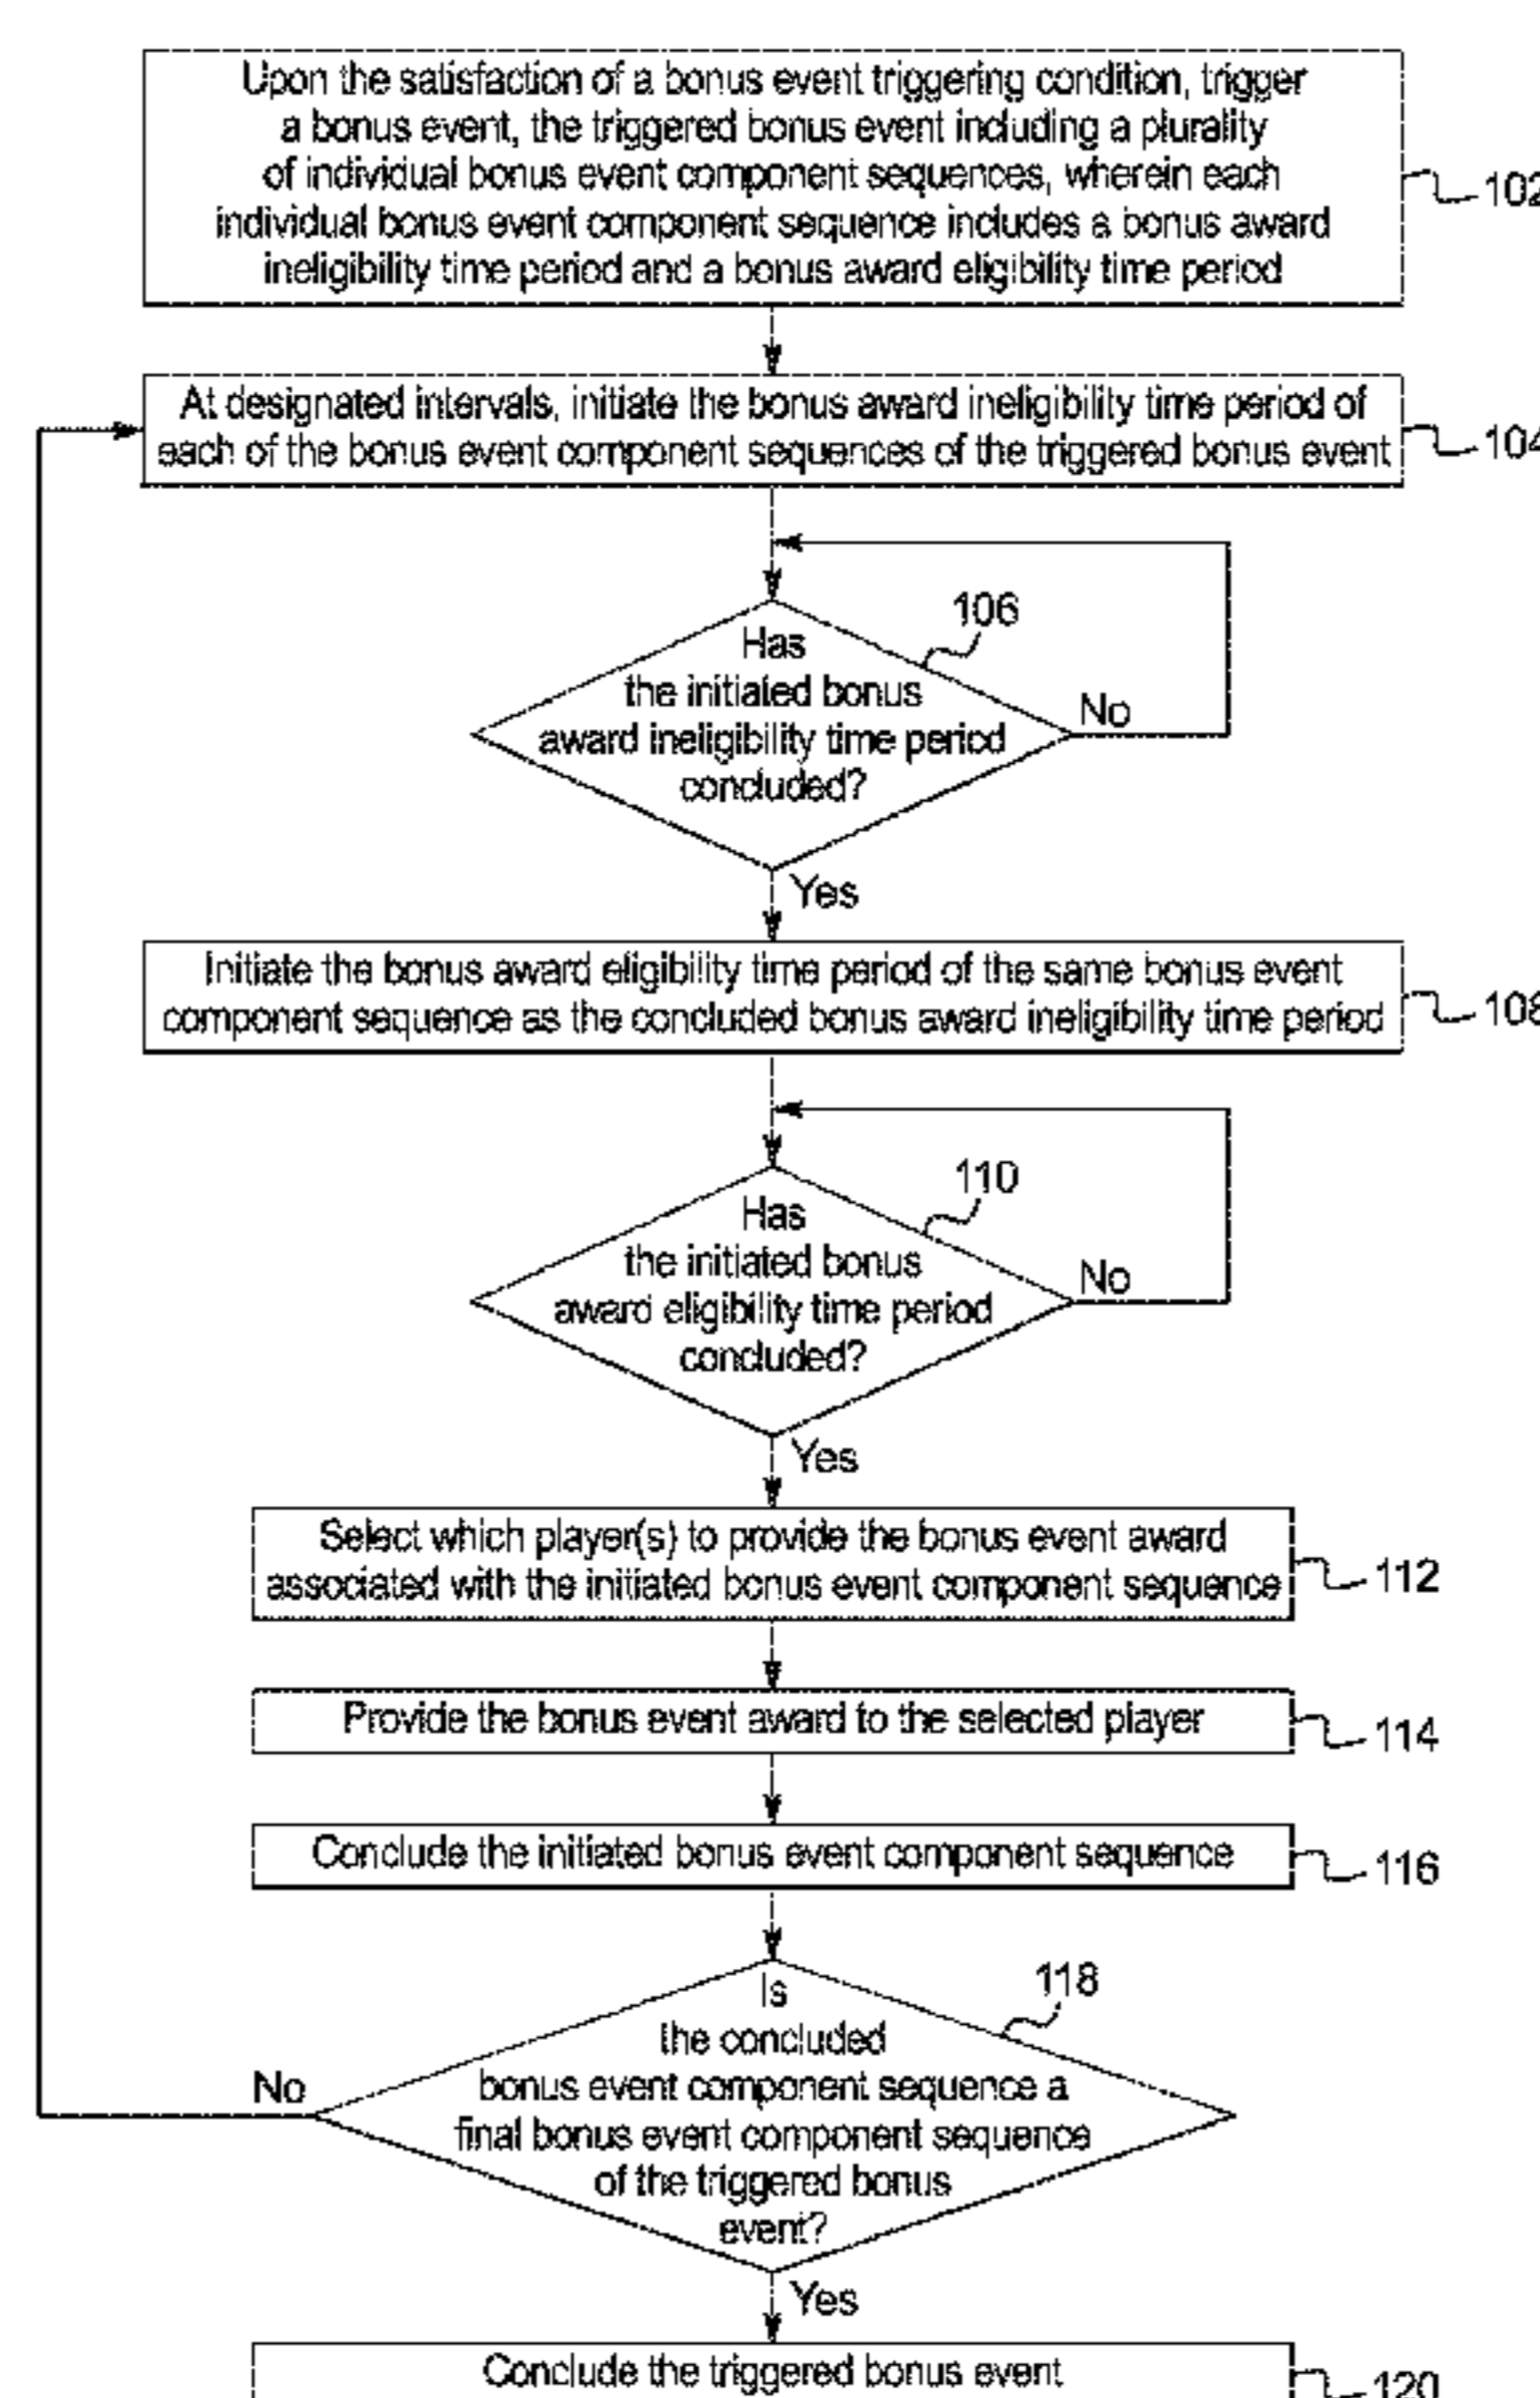 Upon the satisfaction of a bonus event triggering condition, trigger
a bonus event, the triggered bonus event including a plurality
of individual bonus event component sequences, wherein each
individual bonus event component sequence includes a bonus award
ineligibility time period and a bonus award eligibility time period
102
At designated intervals, initiate the bonus award ineligibility time period of
each of the bonus event component sequences of the triggered bonus event
104
106
Has
the initiated bonus
award ineligibility time period
concluded?
No
Yes
Initiate the bonus award eligibility time period of the same bonus event
component sequence as the concluded bonus award ineligibility time period
108
110
Has
the initiated bonus
award eligibility time period
concluded?
No
Yes
Select which player(s) to provide the bonus event award
associated with the initiated bonus event component sequence
112
Provide the bonus event award to the selected player
114
Conclude the initiated bonus event component sequence
116
118
Is
the concluded
bonus event component sequence a
final bonus event component sequence
of the triggered bonus
event?
No
Yes
Conclude the triggered bonus event
120